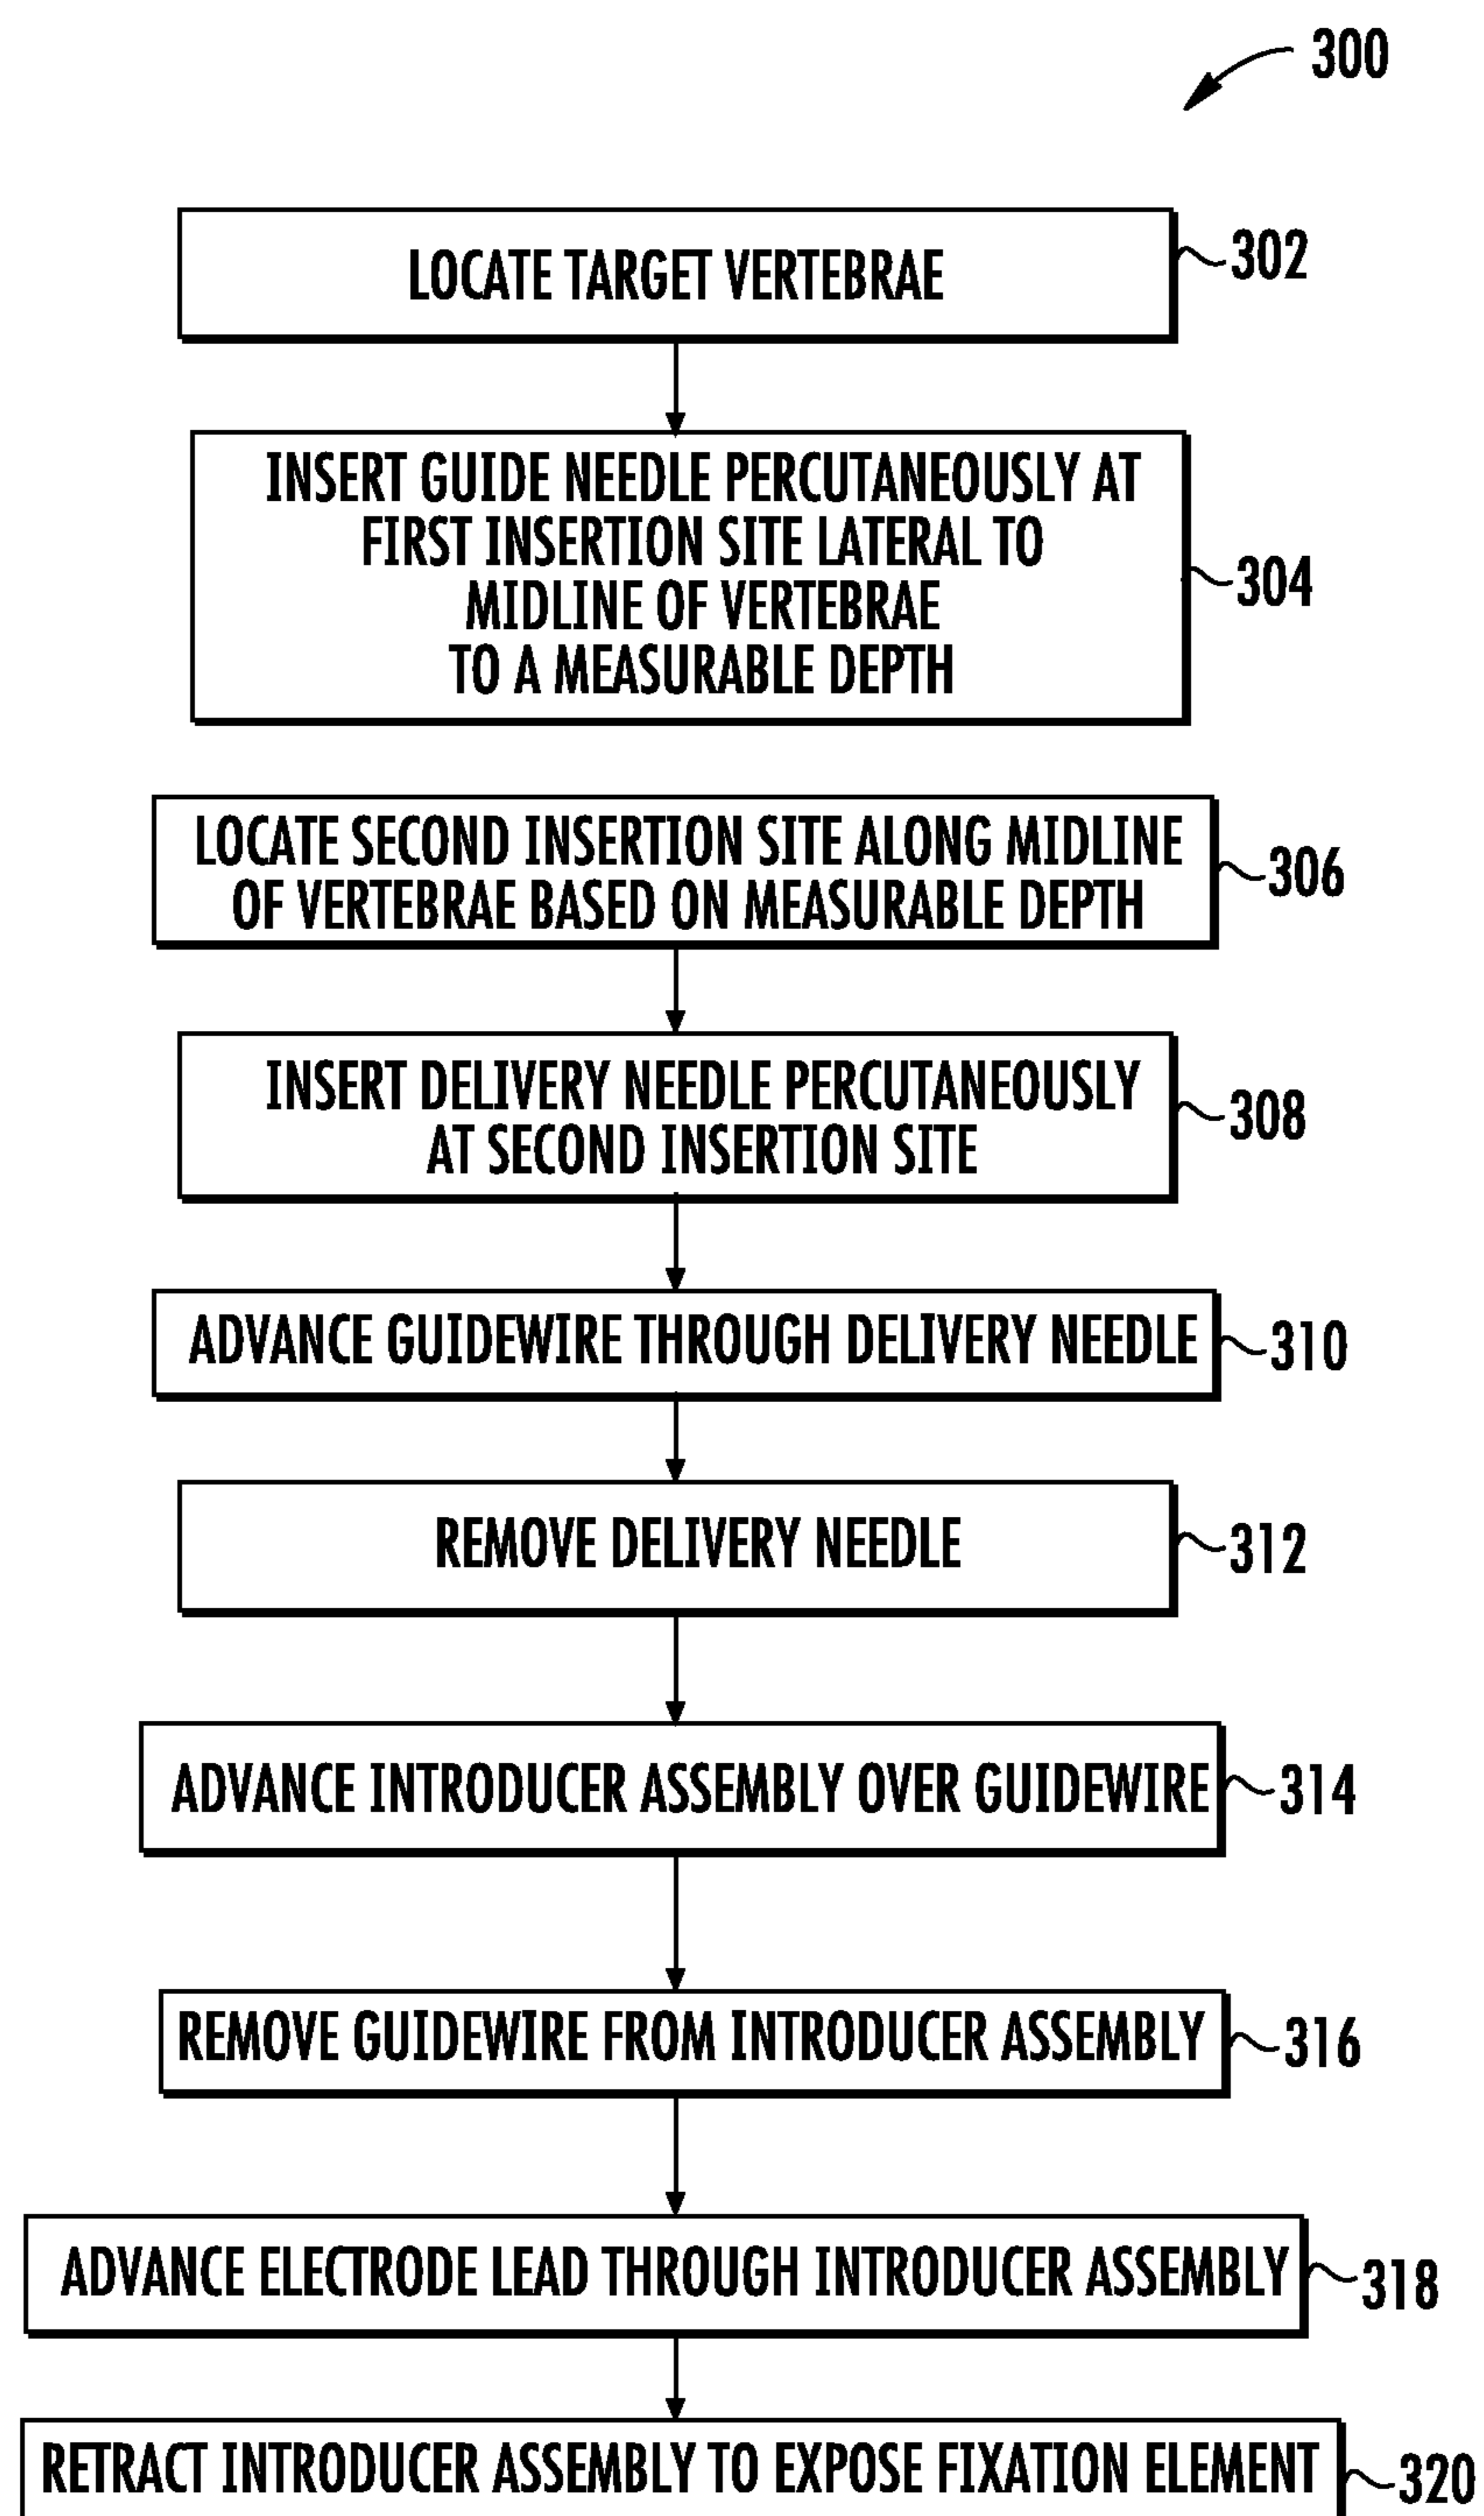 300
LOCATE TARGET VERTEBRAE
302
INSERT GUIDE NEEDLE PERCUTANEOUSLY AT
FIRST INSERTION SITE LATERAL TO
MIDLINE OF VERTEBRAE
TO A MEASURABLE DEPTH
304
LOCATE SECOND INSERTION SITE ALONG MIDLINE
OF VERTEBRAE BASED ON MEASURABLE DEPTH
306
INSERT DELIVERY NEEDLE PERCUTANEOUSLY
AT SECOND INSERTION SITE
308
ADVANCE GUIDEWIRE THROUGH DELIVERY NEEDLE
310
REMOVE DELIVERY NEEDLE
312
ADVANCE INTRODUCER ASSEMBLY OVER GUIDEWIRE
314
REMOVE GUIDEWIRE FROM INTRODUCER ASSEMBLY
316
ADVANCE ELECTRODE LEAD THROUGH INTRODUCER ASSEMBLY
318
RETRACT INTRODUCER ASSEMBLY TO EXPOSE FIXATION ELEMENT
320